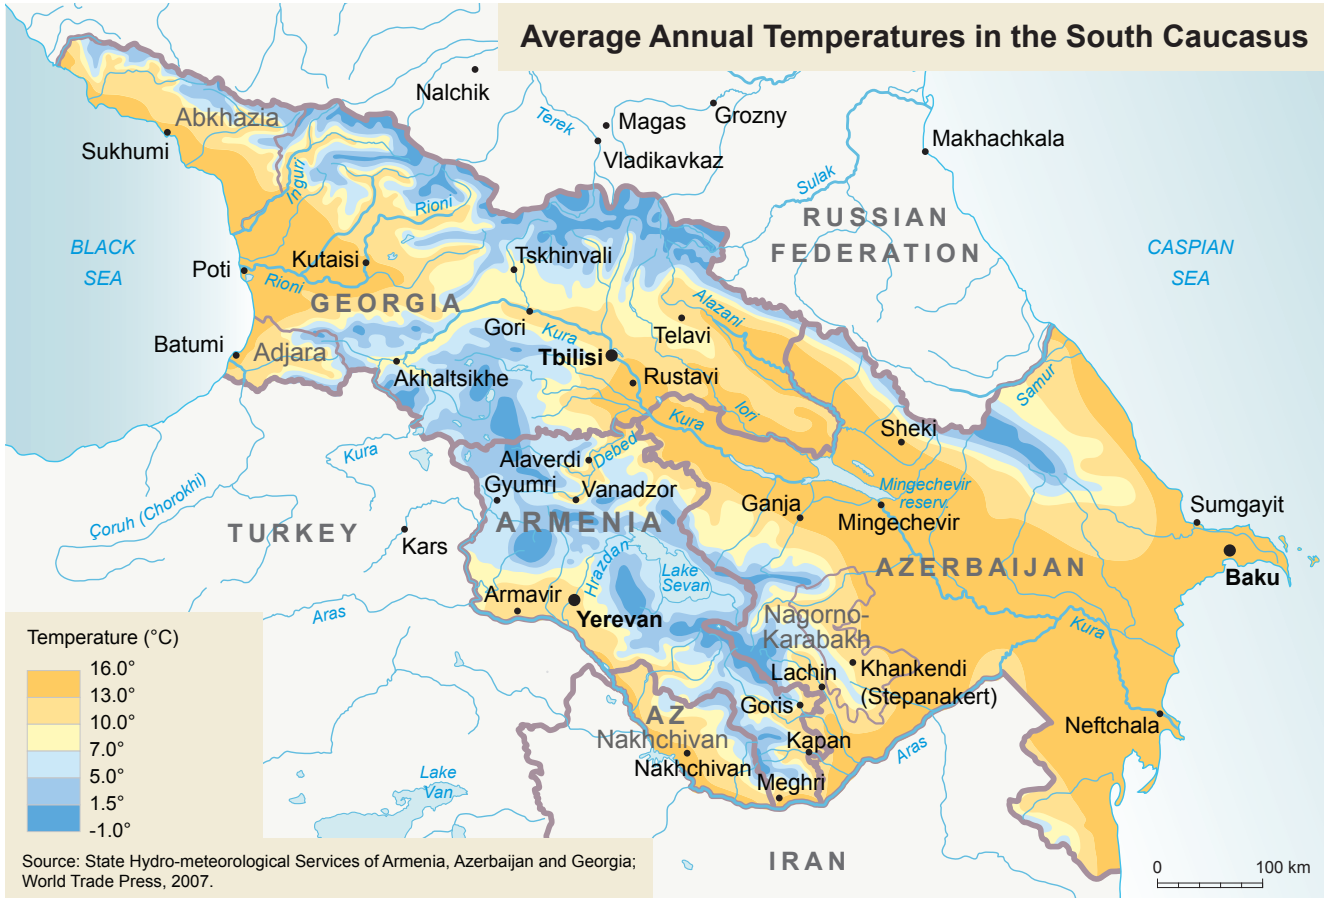 Average Annual Temperatures in the South Caucasus
Nalchik
Terek
Magas
Grozny
Vladikavkaz
Makhachkala
Abkhazia
Sukhumi
Inguri
Rioni
Sulak
RUSSIAN
FEDERATION
BLACK
SEA
CASPIAN
SEA
Poti
Kutaisi
Rioni
Tskhinvali
GEORGIA
Gori
Kura
Alazani
Telavi
Batumi
Adjara
Tbilisi
Akhaltsikhe
Rustavi
Samur
Iori
Kura
Sheki
Kura
Alaverdi
Debed
Gyumri
Vanadzor
Mingechevir
reserv.
Çoruh (Chorokhi)
TURKEY
Kars
ARMENIA
Ganja
Mingechevir
Sumgayit
Baku
AZERBAIJAN
Hrazdan
Lake
Sevan
Armavir
Yerevan
Aras
Nagorno-
Karabakh
Kura
Lachin
Khankendi
(Stepanakert)
Goris
AZ
Nakhchivan
Nakhchivan
Kapan
Meghri
Aras
Neftchala
Lake
Van
IRAN
Temperature (°C)
16.0°
13.0°
10.0°
7.0°
5.0°
1.5°
-1.0°
Source: State Hydro-meteorological Services of Armenia, Azerbaijan and Georgia;
World Trade Press, 2007.
0 100 km